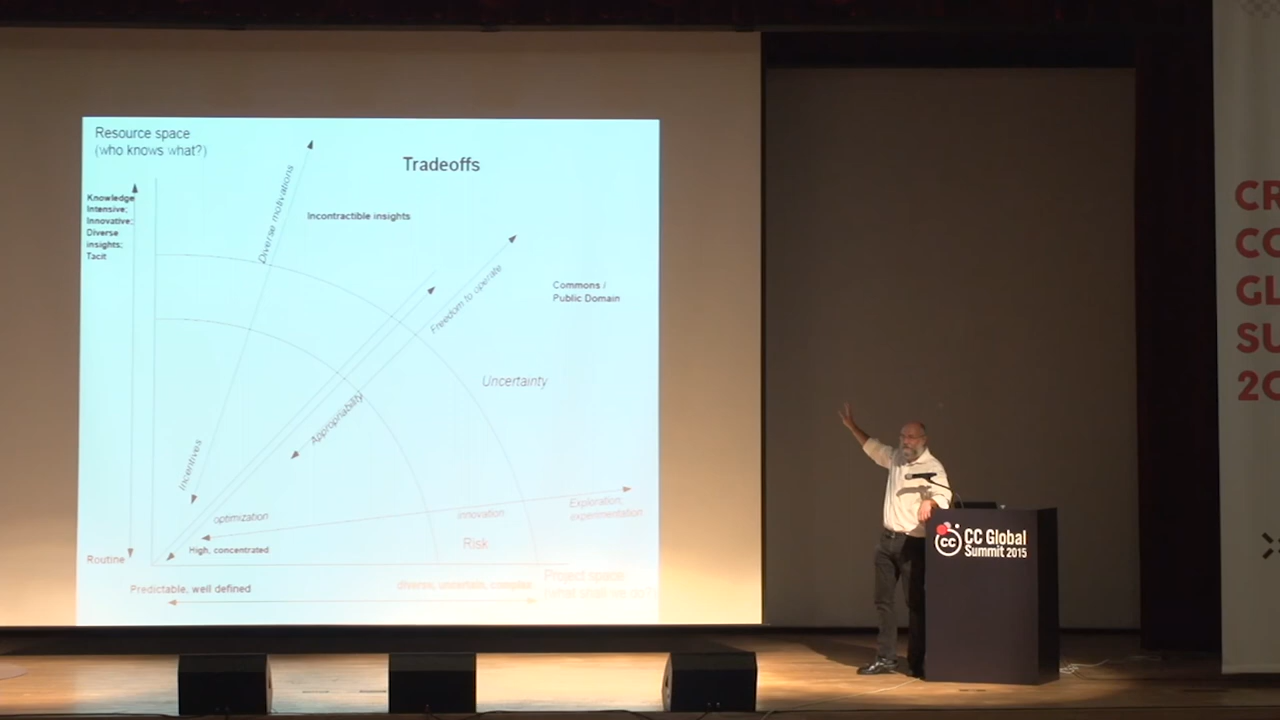 Resource space
(who knows what?)
Tradeoffs
Knowledge
Intensive;
Innovative;
Diverse
insights;
Tacit
Diverse motivations
Incontractible insights
Freedom to operate
Commons /
Public Domain
Uncertainty
Appropriability
Incentives
optimization
innovation
Exploration;
experimentation
High, concentrated
Risk
Routine
Predictable, well defined
diverse, uncertain, complex
Project space
(what shall we do?)
CC
CC Global
Summit 2015
CR
CO
GL
SU
20